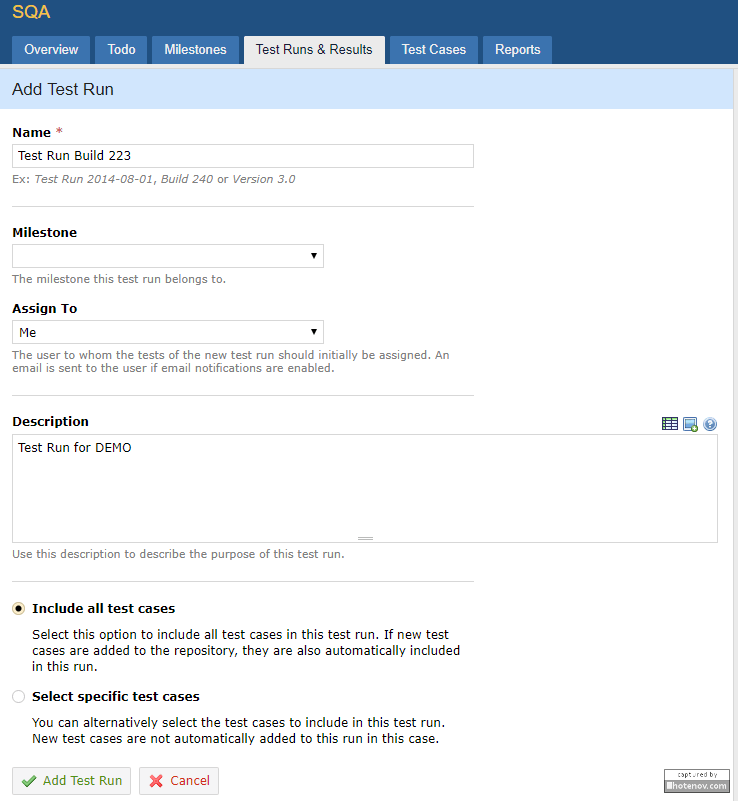 SQA
Overview Todo Milestones Test Runs & Results Test Cases Reports
Add Test Run
Name *
Test Run Build 223
Ex: Test Run 2014-08-01, Build 240 or Version 3.0
Milestone
The milestone this test run belongs to.
Assign To
Me
The user to whom the tests of the new test run should initially be assigned. An
email is sent to the user if email notifications are enabled.
Description
Test Run for DEMO
Use this description to describe the purpose of this test run.
Include all test cases
Select this option to include all test cases in this test run. If new test
cases are added to the repository, they are also automatically included
in this run.
Select specific test cases
You can alternatively select the test cases to include in this test run.
New test cases are not automatically added to this run in this case.
Add Test Run Cancel
captured by
hotenov.com